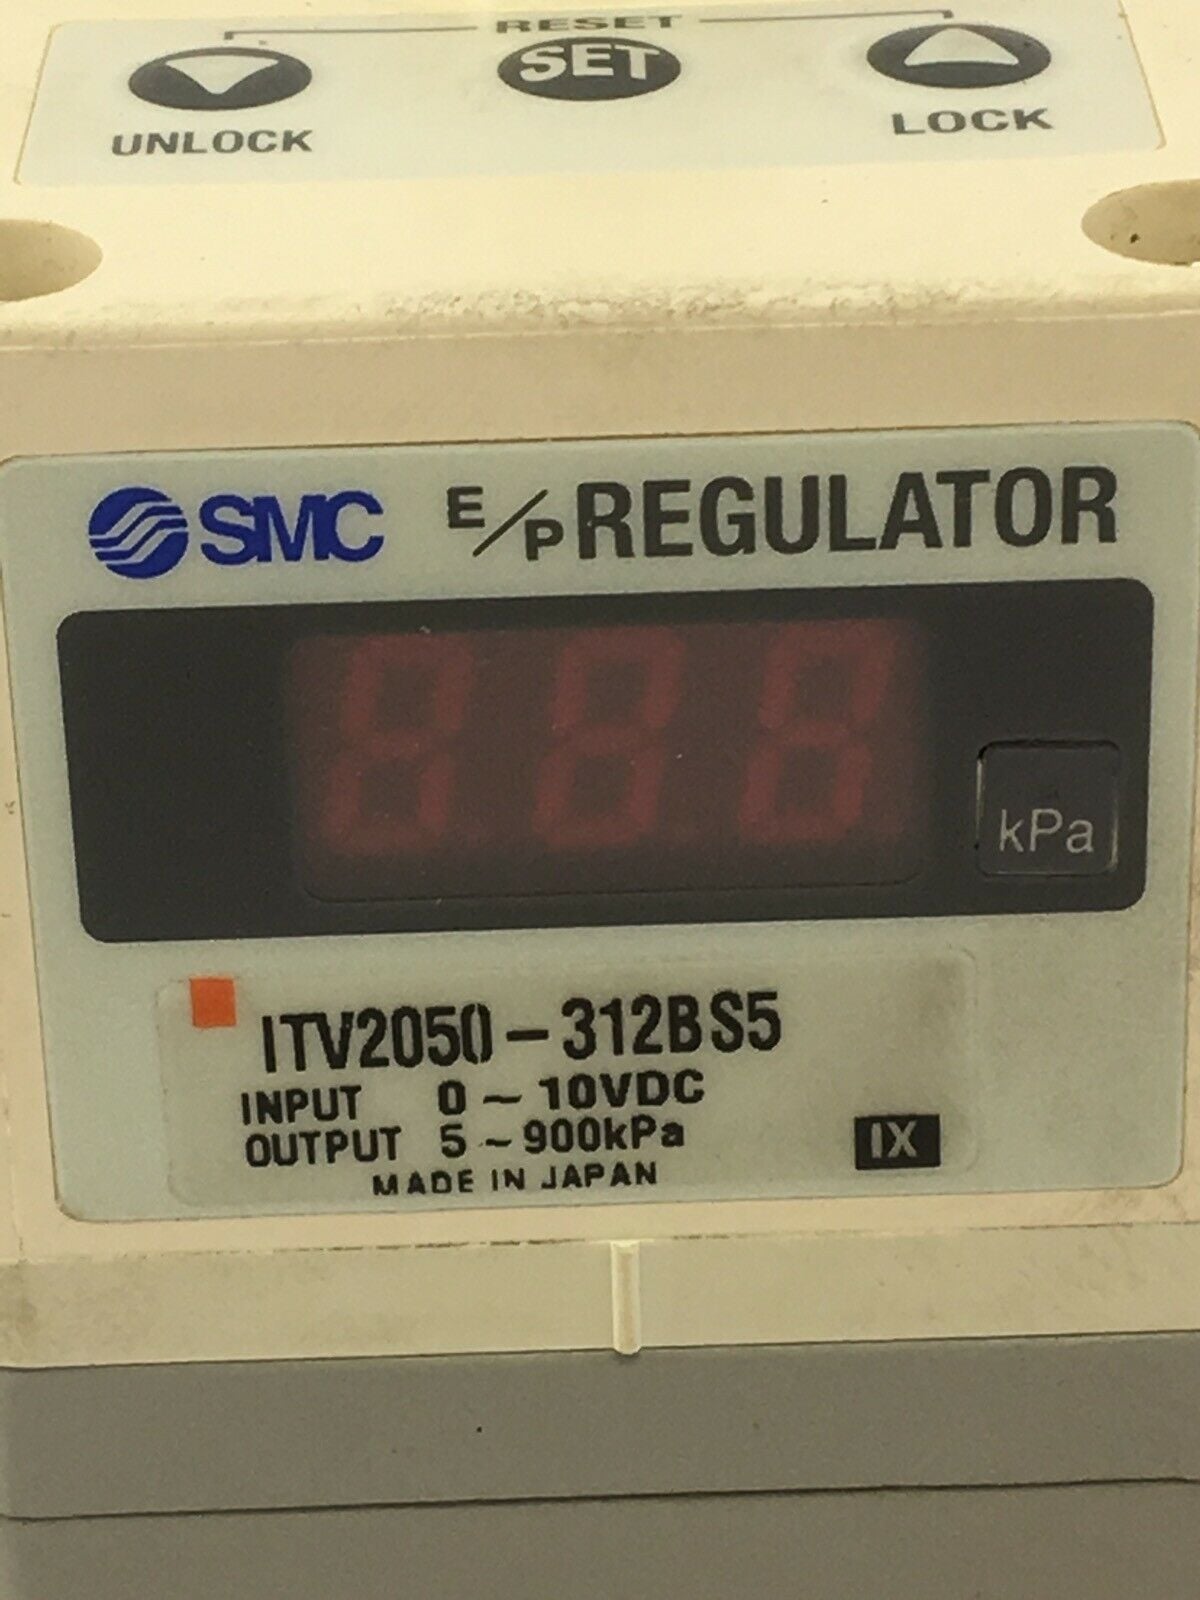 RESET
SET
UNLOCK
LOCK
SMC E/P REGULATOR
kPa
ITV2050-312BS5
INPUT 0~10VDC
OUTPUT 5~900kPa
MADE IN JAPAN
IX